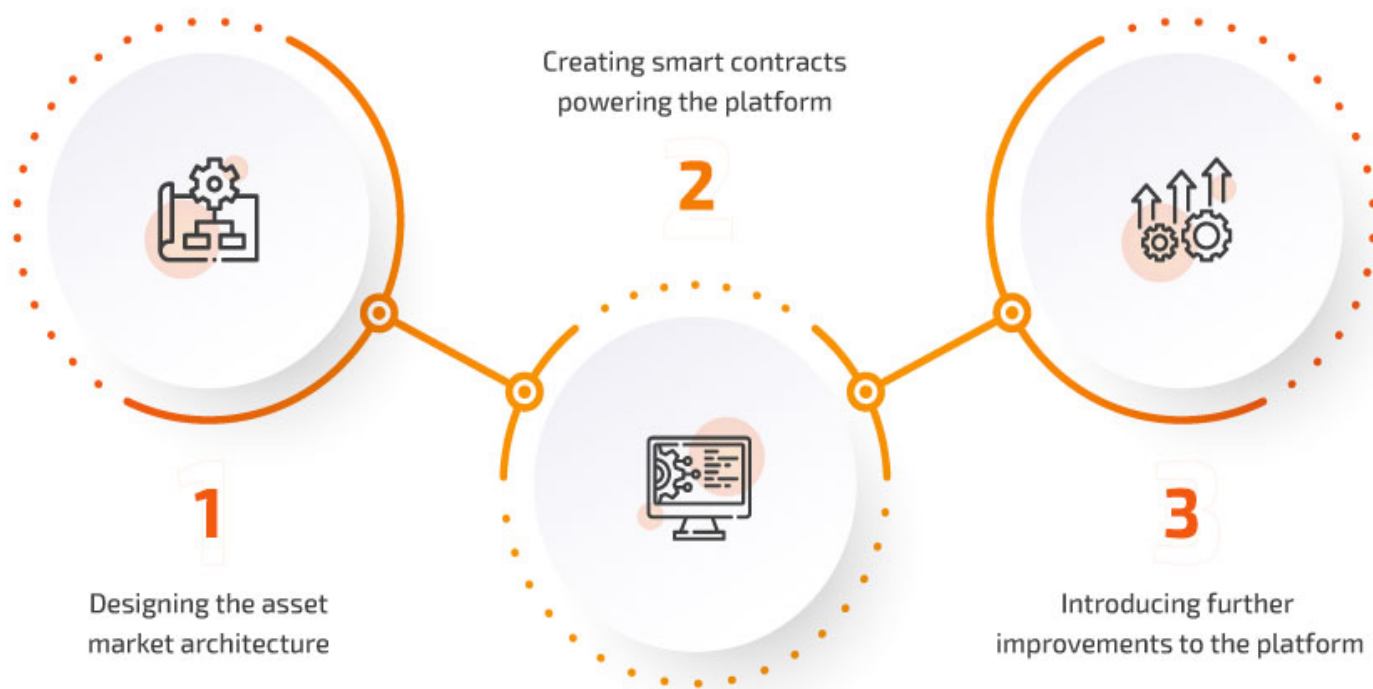 1
Designing the asset
market architecture
Creating smart contracts
powering the platform
2
3
Introducing further
improvements to the platform